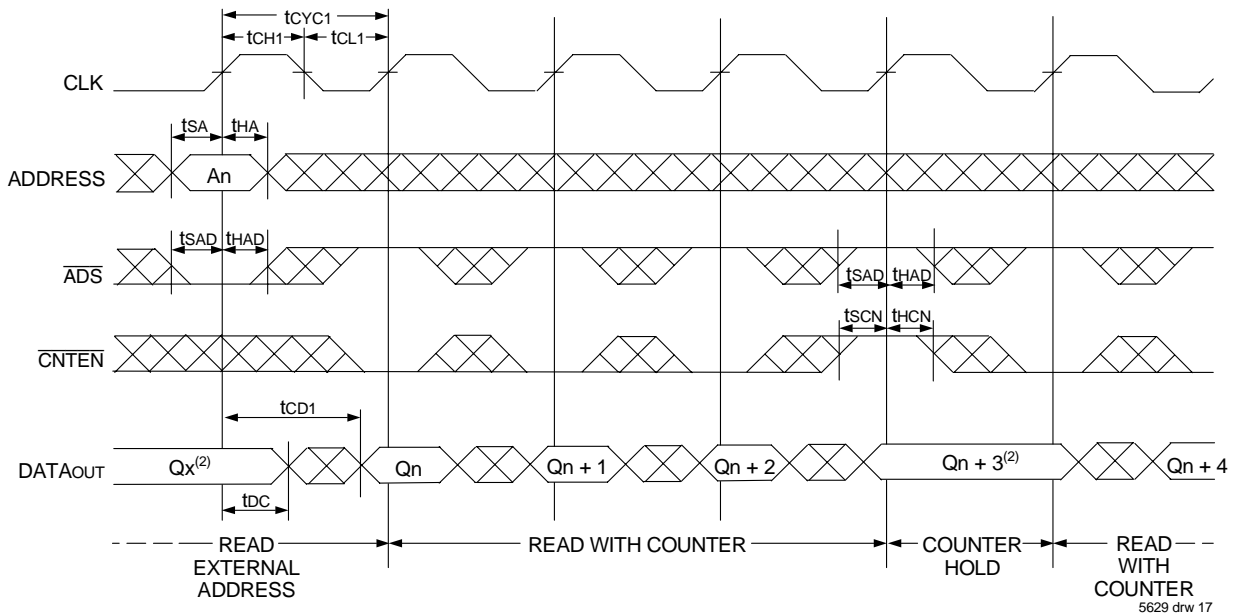 tCYC1
tCH1 tCL1
CLK
tSA tHA
ADDRESS An
tSAD tHAD
ADS
tSAD tHAD
tSCN tHCN
CNTEN
tCD1
DATAOUT Qx(2) Qn Qn + 1 Qn + 2 Qn + 3(2) Qn + 4
tDC
READ EXTERNAL ADDRESS
READ WITH COUNTER
COUNTER HOLD
READ WITH COUNTER
5629 drw 17